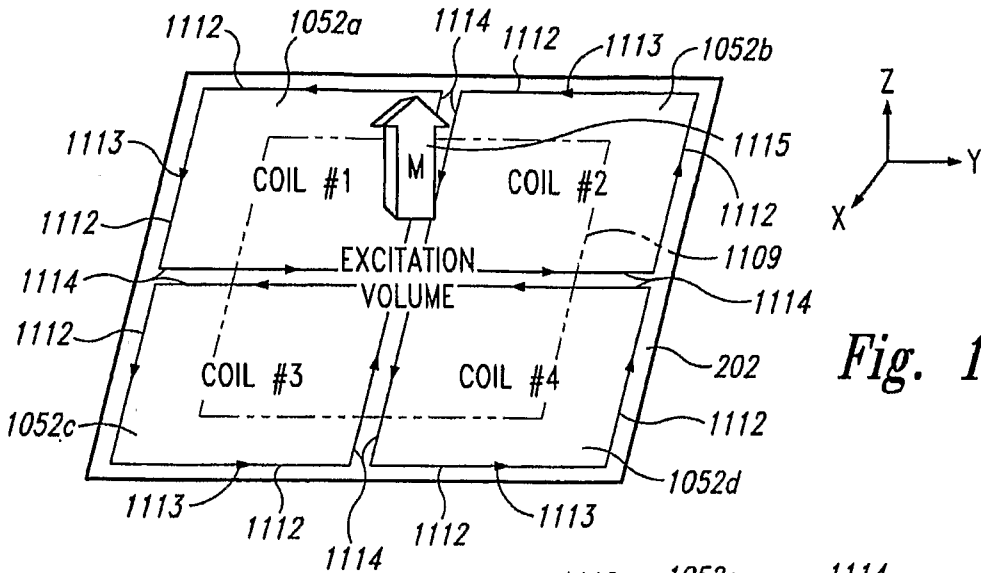 1112 1052a 1114 1112 1113 1052b
Z
1113
M
1115
Y
COIL #1 COIL #2
1112
X
1112
1109
EXCITATION
1114
1114
VOLUME
1112
Fig. 1
202
COIL #3 COIL #4
1112
1052c
1052d
1113 1112 1114 1112 1113
1114